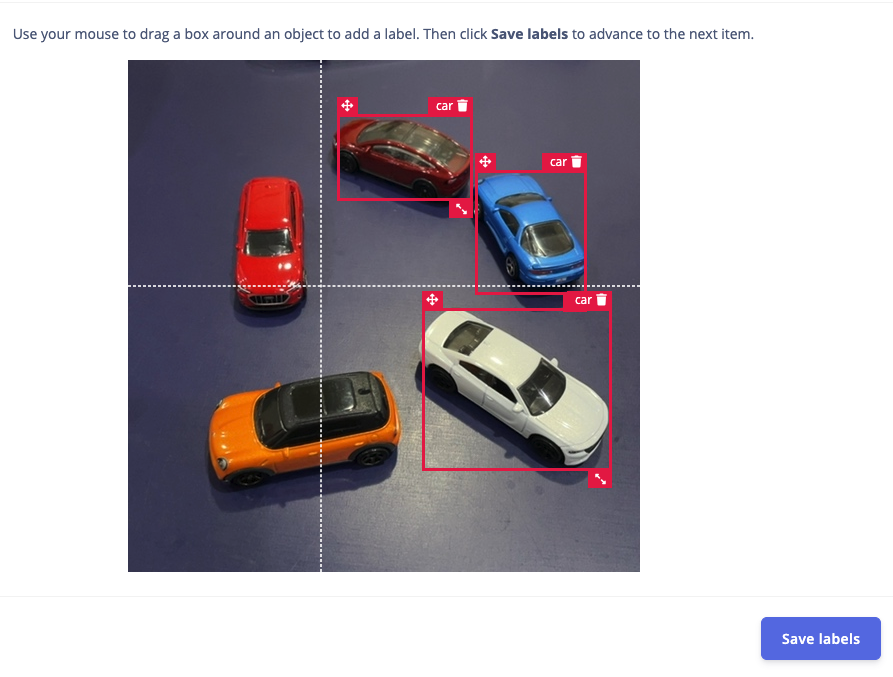 Use your mouse to drag a box around an object to add a label. Then click Save labels to advance to the next item.
car
car
car
Save labels